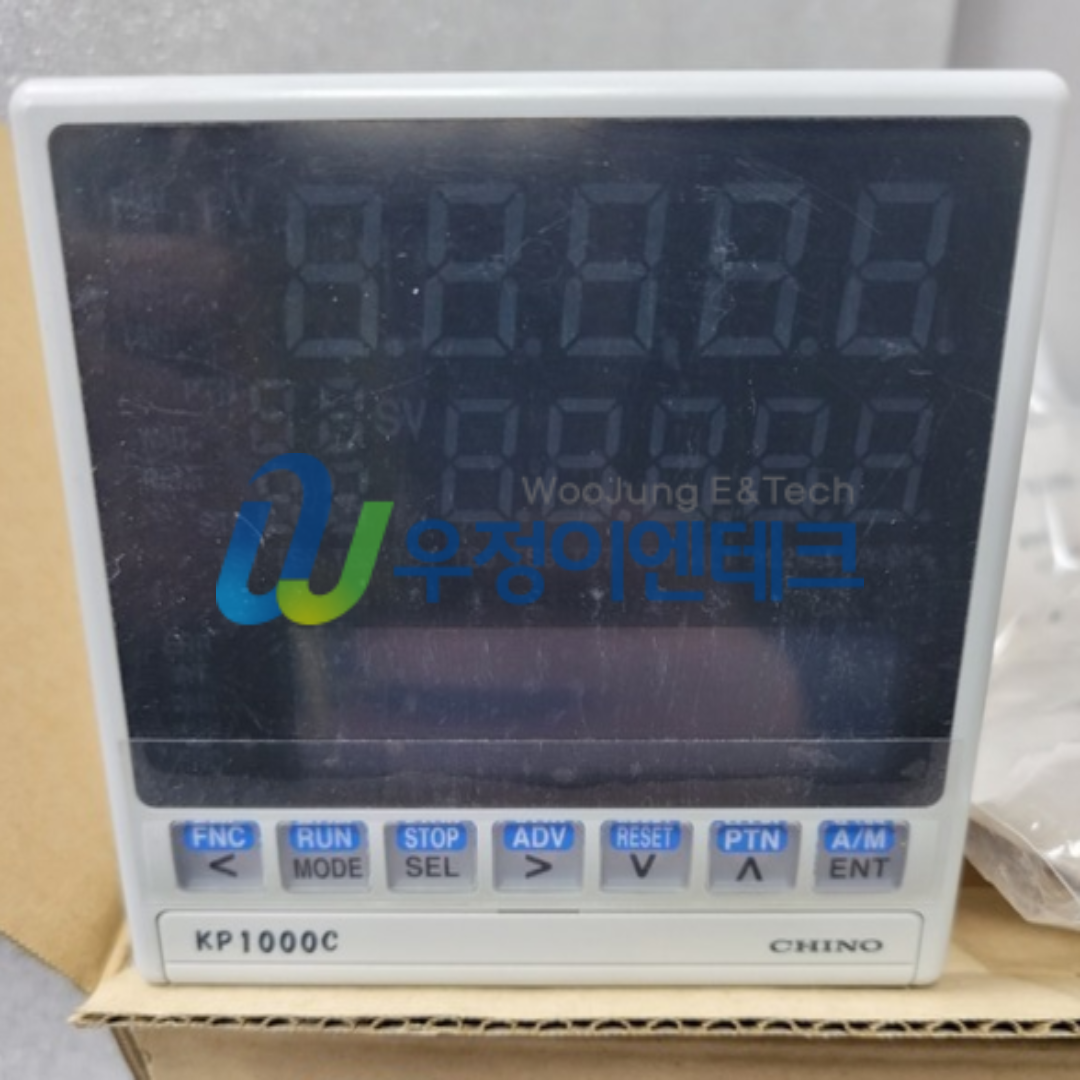 PV
SV
WooJung E&Tech
우정이엔테크
FNC RUN STOP ADV RESET PTN A/M
< MODE SEL > V Λ ENT
KP1000C CHINO